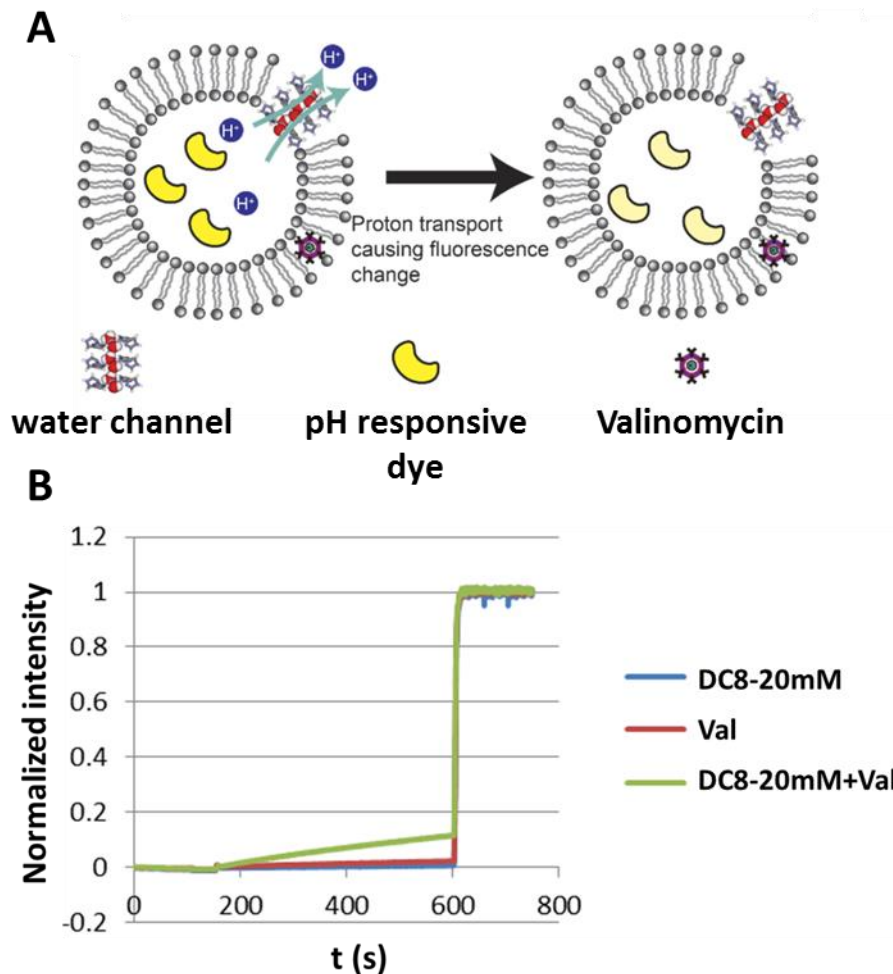 A
H⁺
H⁺
H⁺
H⁺
Proton transport
causing fluorescence
change
water channel
pH responsive
dye
Valinomycin
B
1.2
1
0.8
0.6
0.4
0.2
0
-0.2
0
200
400
600
800
Normalized intensity
t (s)
DC8-20mM
Val
DC8-20mM+Val